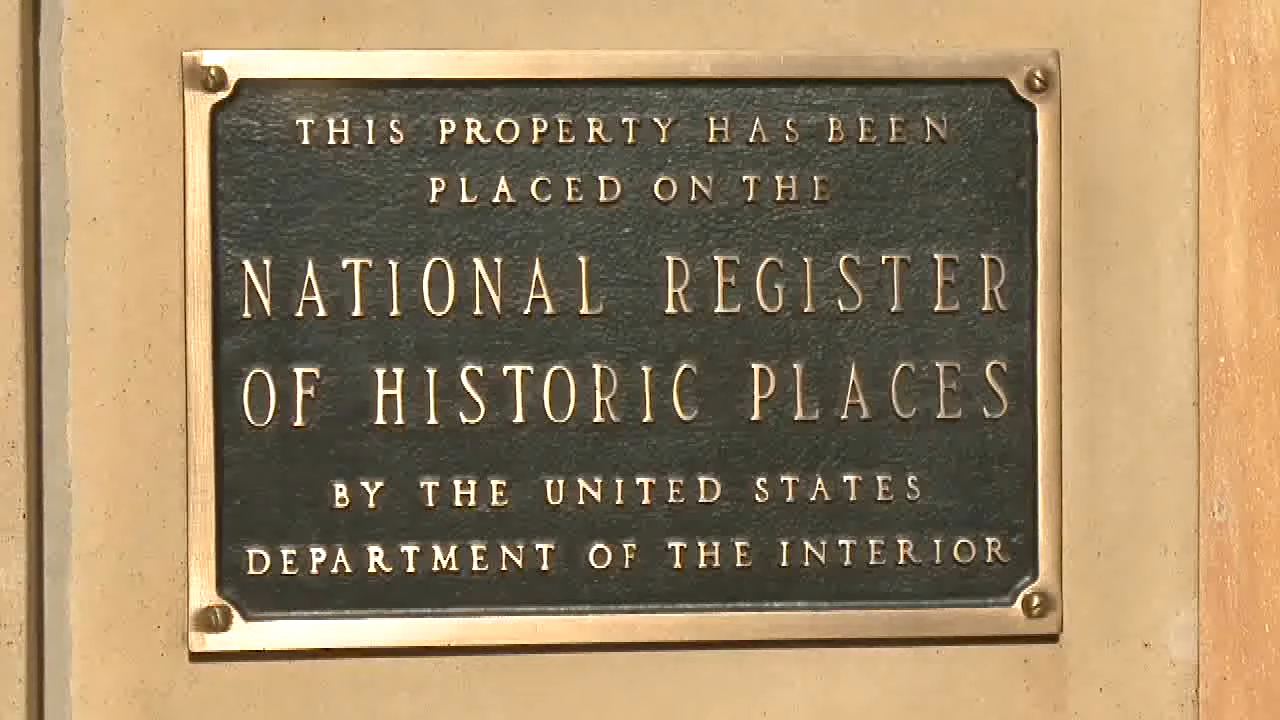 THIS PROPERTY HAS BEEN
PLACED ON THE
NATIONAL REGISTER
OF HISTORIC PLACES
BY THE UNITED STATES
DEPARTMENT OF THE INTERIOR